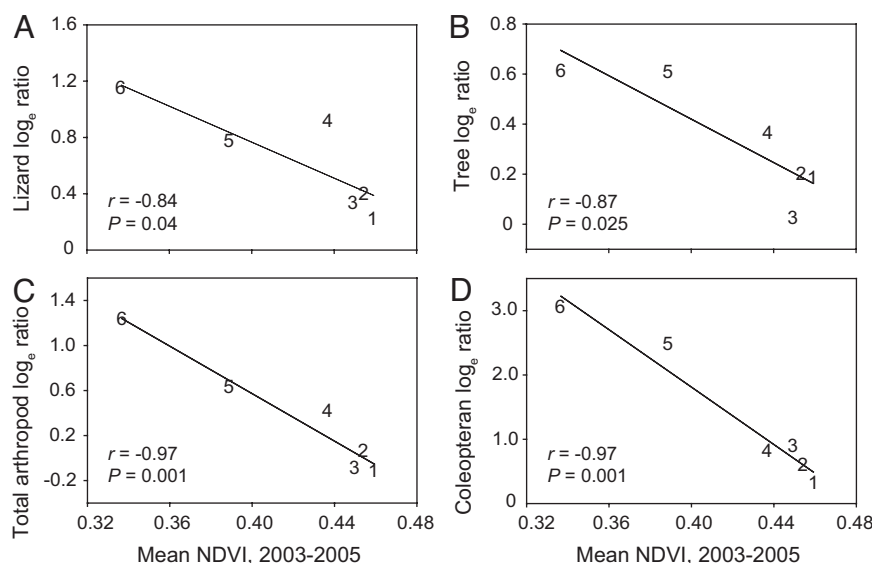 A
Lizard logₑ ratio
1.6
1.2
0.8
0.4
0
6
5
4
3
2
1
r = -0.84
P = 0.04
B
Tree logₑ ratio
0.8
0.6
0.4
0.2
0
6
5
4
3
2
1
r = -0.87
P = 0.025
C
Total arthropod logₑ ratio
1.4
1.0
0.6
0.2
-0.2
6
5
4
3
2
1
r = -0.97
P = 0.001
0.32 0.36 0.40 0.44 0.48
Mean NDVI, 2003-2005
D
Coleopteran logₑ ratio
3.0
2.0
1.0
0
6
5
4
3
2
1
r = -0.97
P = 0.001
0.32 0.36 0.40 0.44 0.48
Mean NDVI, 2003-2005